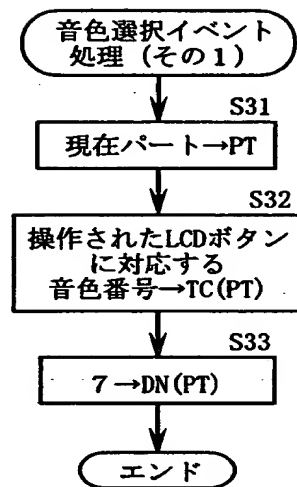 音色選択イベント
処理（その１）
S31
現在パート→PT
S32
操作されたLCDボタン
に対応する
音色番号→TC(PT)
S33
７→DN(PT)
エンド